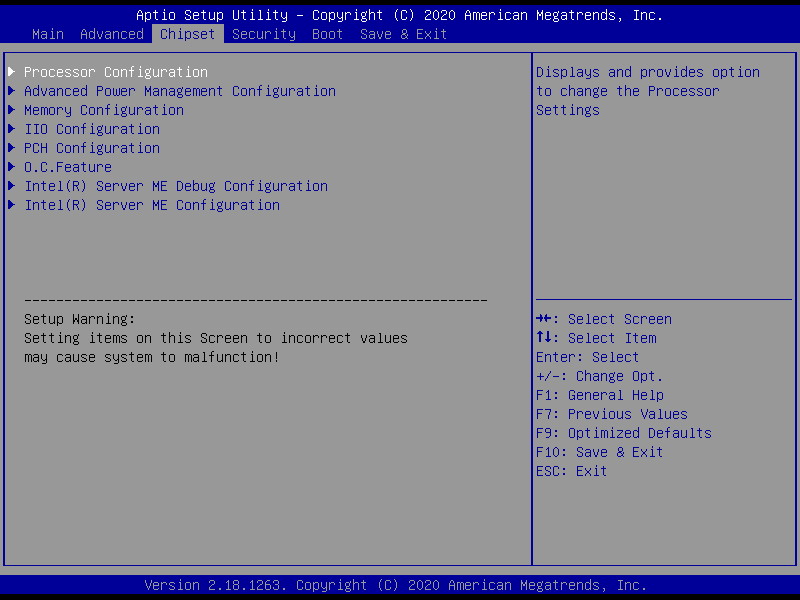 Aptio Setup Utility – Copyright (C) 2020 American Megatrends, Inc.
Main Advanced Chipset Security Boot Save & Exit
Processor Configuration
Advanced Power Management Configuration
Memory Configuration
IIO Configuration
PCH Configuration
O.C.Feature
Intel(R) Server ME Debug Configuration
Intel(R) Server ME Configuration
----------------------------------------------------------
Setup Warning:
Setting items on this Screen to incorrect values
may cause system to malfunction!
Displays and provides option
to change the Processor
Settings
→←: Select Screen
↑↓: Select Item
Enter: Select
+/–: Change Opt.
F1: General Help
F7: Previous Values
F9: Optimized Defaults
F10: Save & Exit
ESC: Exit
Version 2.18.1263. Copyright (C) 2020 American Megatrends, Inc.